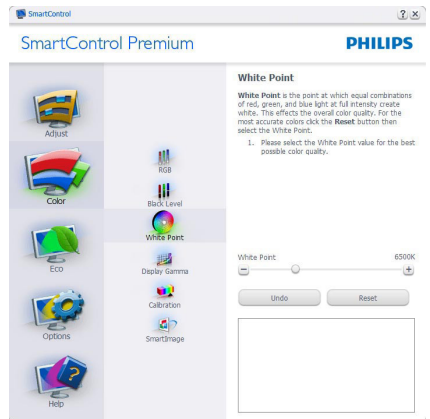 SmartControl
? ×
SmartControl Premium
PHILIPS
Adjust
Color
Eco
Options
Help
RGB
Black Level
White Point
Display Gamma
Calibration
SmartImage
White Point
White Point is the point at which equal combinations
of red, green, and blue light at full intensity create
white. This effects the overall color quality. For the
most accurate colors click the Reset button then
select the White Point.
1. Please select the White Point value for the best
possible color quality.
White Point 6500K
Undo Reset